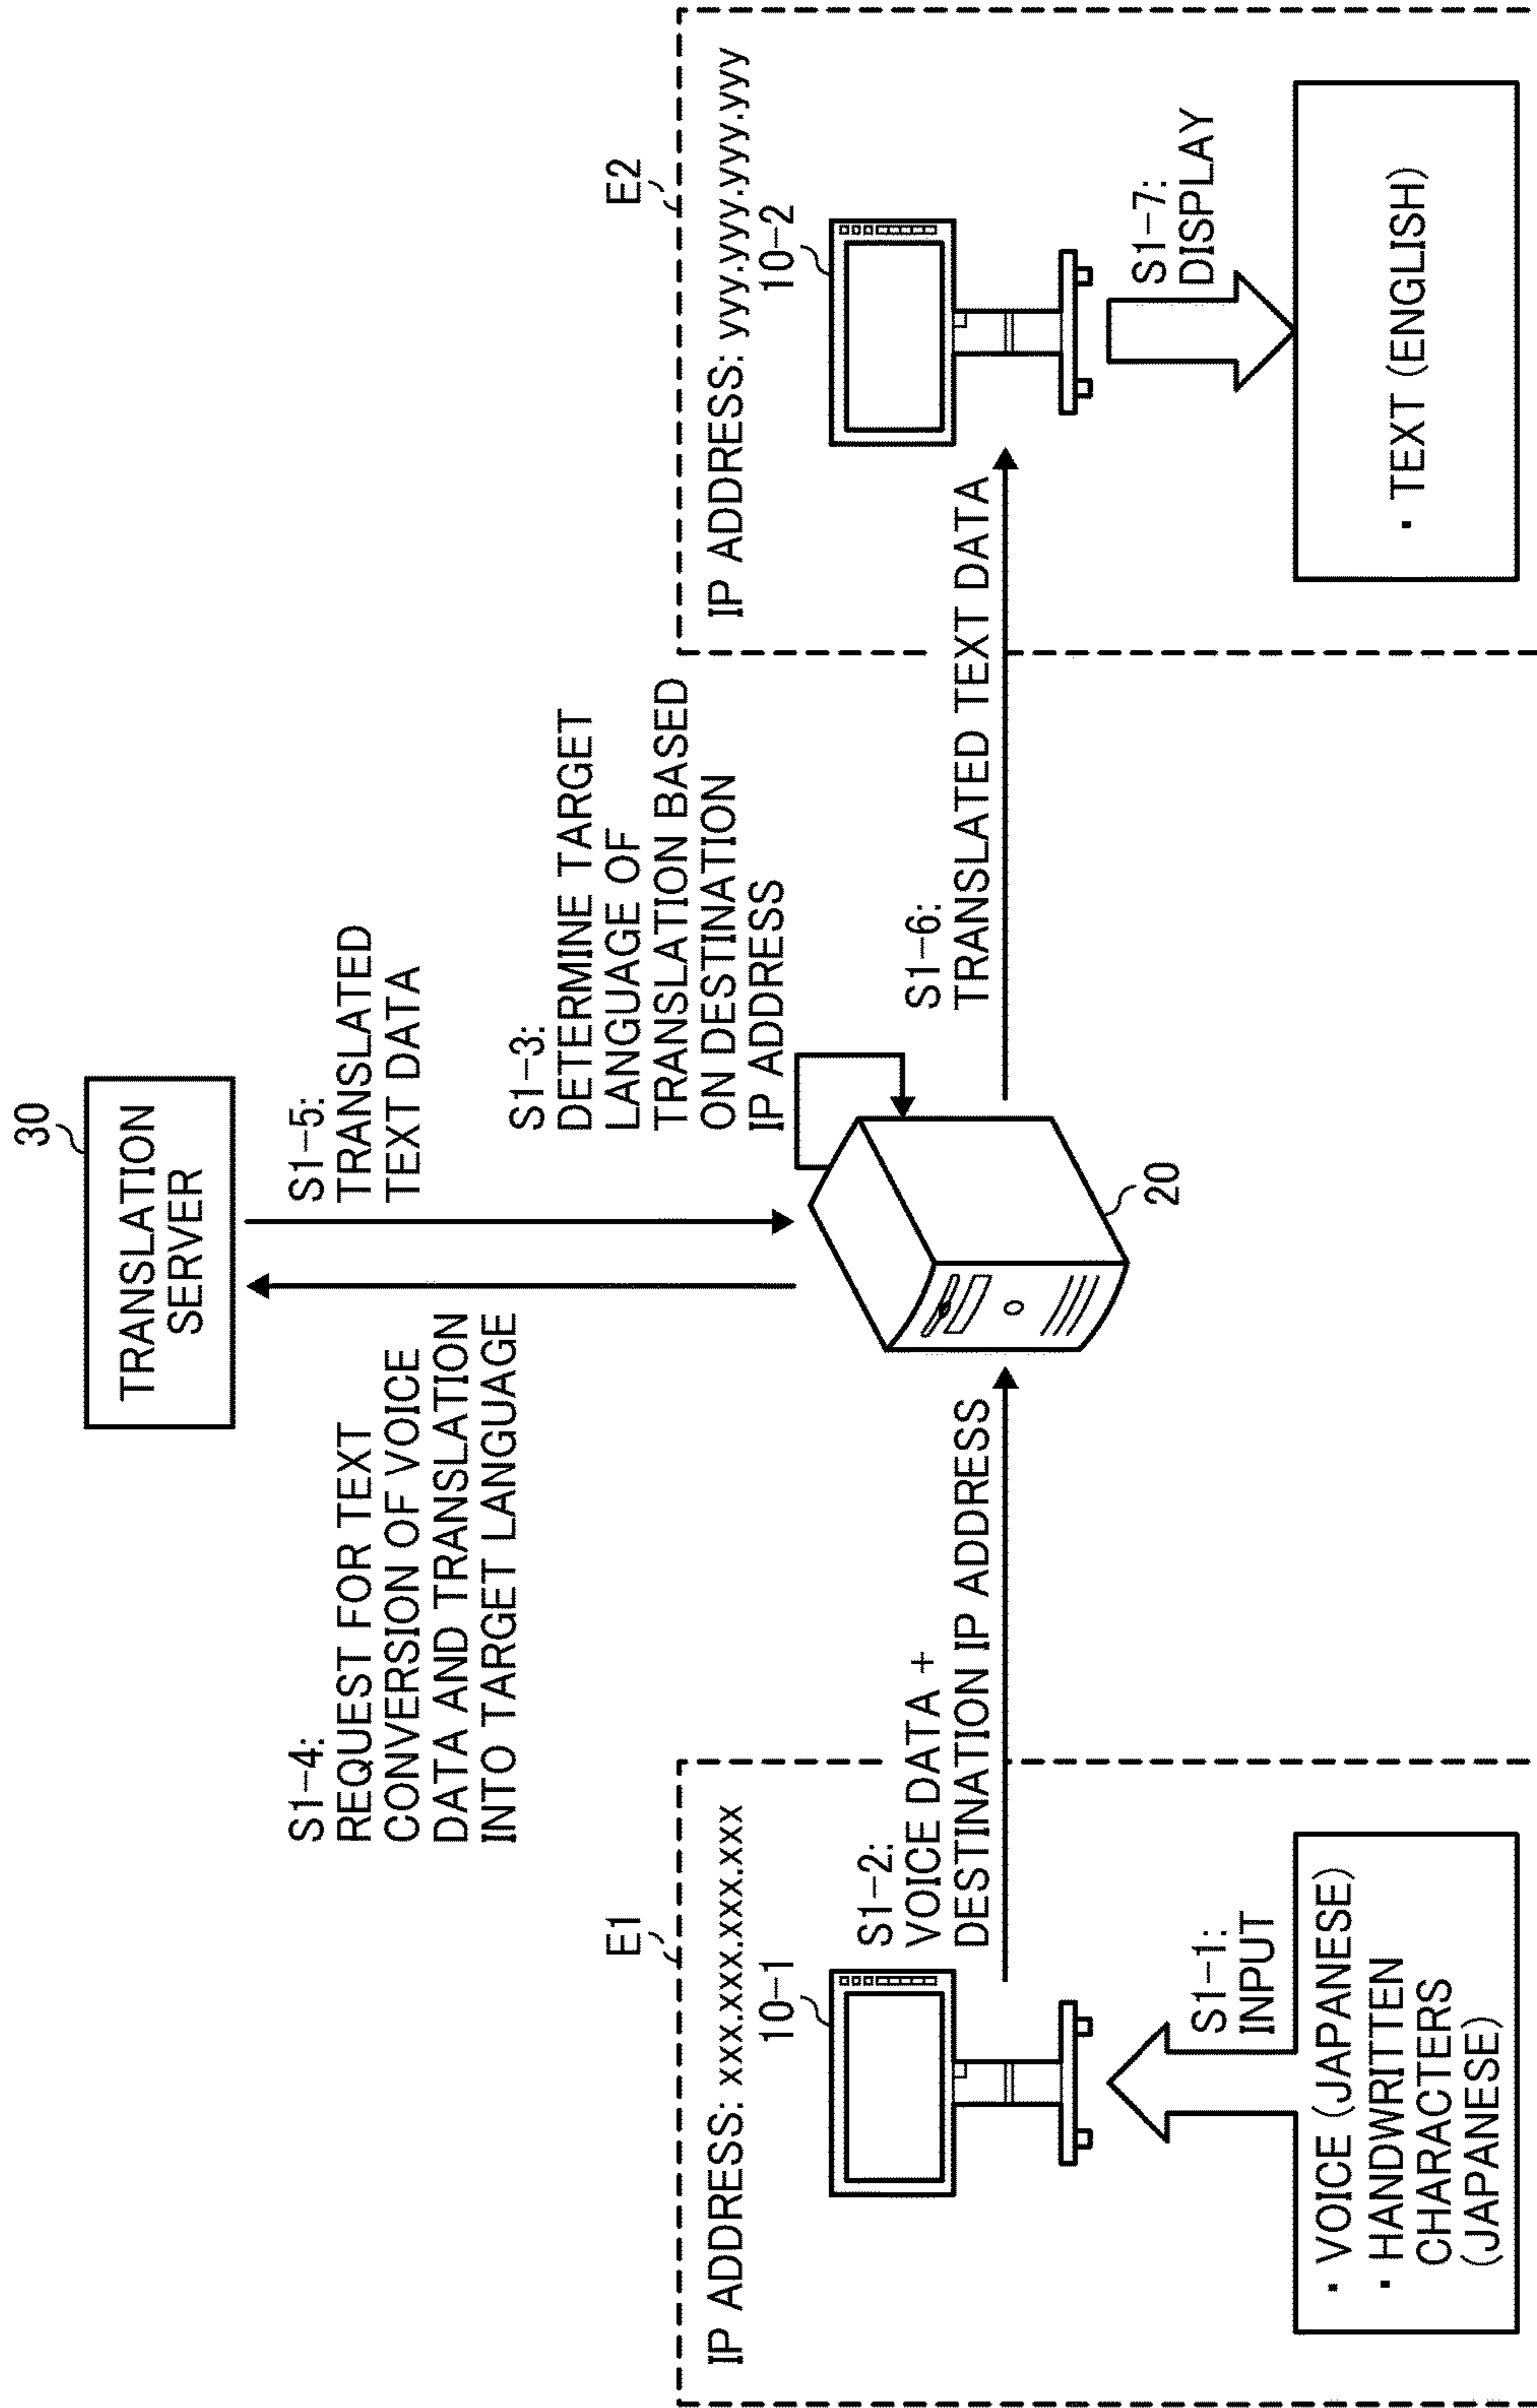 30
TRANSLATION
SERVER
S1-4:
REQUEST FOR TEXT
CONVERSION OF VOICE
DATA AND TRANSLATION
INTO TARGET LANGUAGE
S1-5:
TRANSLATED
TEXT DATA
S1-3:
DETERMINE TARGET
LANGUAGE OF
TRANSLATION BASED
ON DESTINATION
IP ADDRESS
E1
IP ADDRESS: xxx.xxx.xxx.xxx
10-1
S1-2:
VOICE DATA +
DESTINATION IP ADDRESS
S1-1:
INPUT
・VOICE (JAPANESE)
・HANDWRITTEN
CHARACTERS
(JAPANESE)
20
S1-6:
TRANSLATED TEXT DATA
E2
IP ADDRESS: yyy.yyy.yyy.yyy
10-2
S1-7:
DISPLAY
・TEXT (ENGLISH)